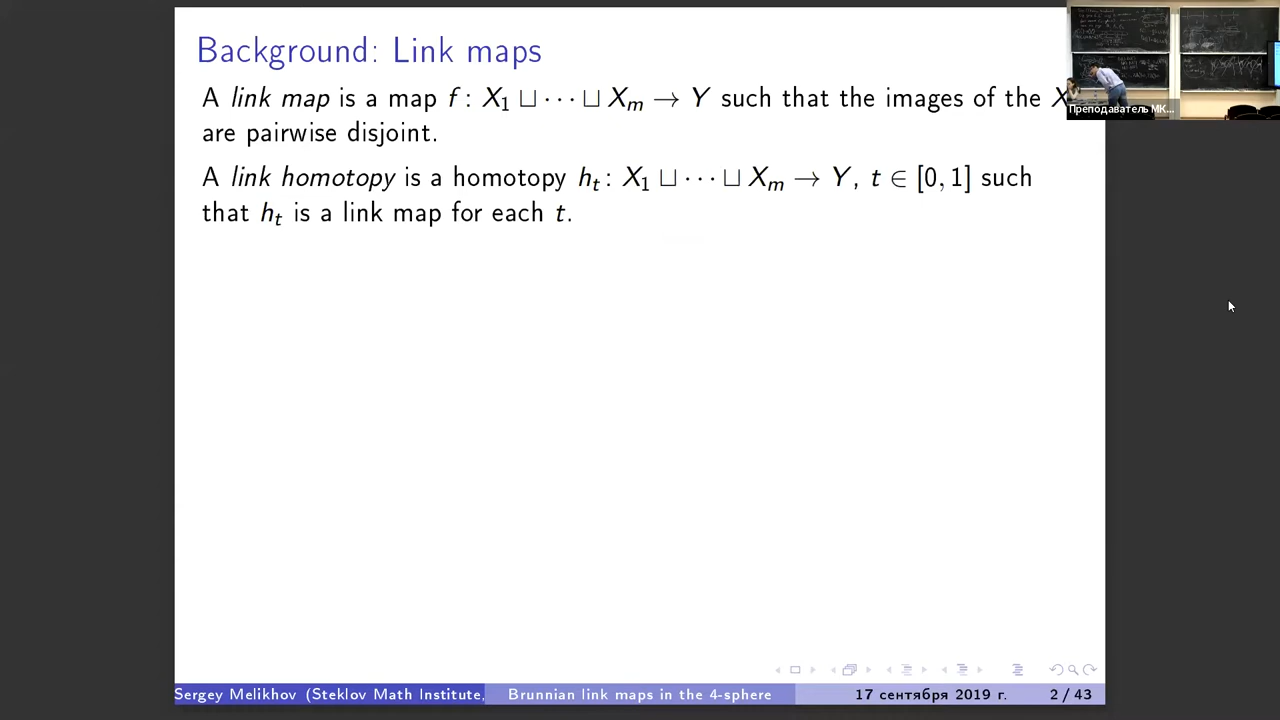 Background: Link maps
A link map is a map f : X₁ ⊔ ··· ⊔ Xₘ → Y such that the images of the X
are pairwise disjoint.
A link homotopy is a homotopy hₜ : X₁ ⊔ ··· ⊔ Xₘ → Y, t ∈ [0, 1] such
that hₜ is a link map for each t.
Преподаватель МК...
Sergey Melikhov (Steklov Math Institute, Brunnian link maps in the 4-sphere 17 сентября 2019 г. 2 / 43